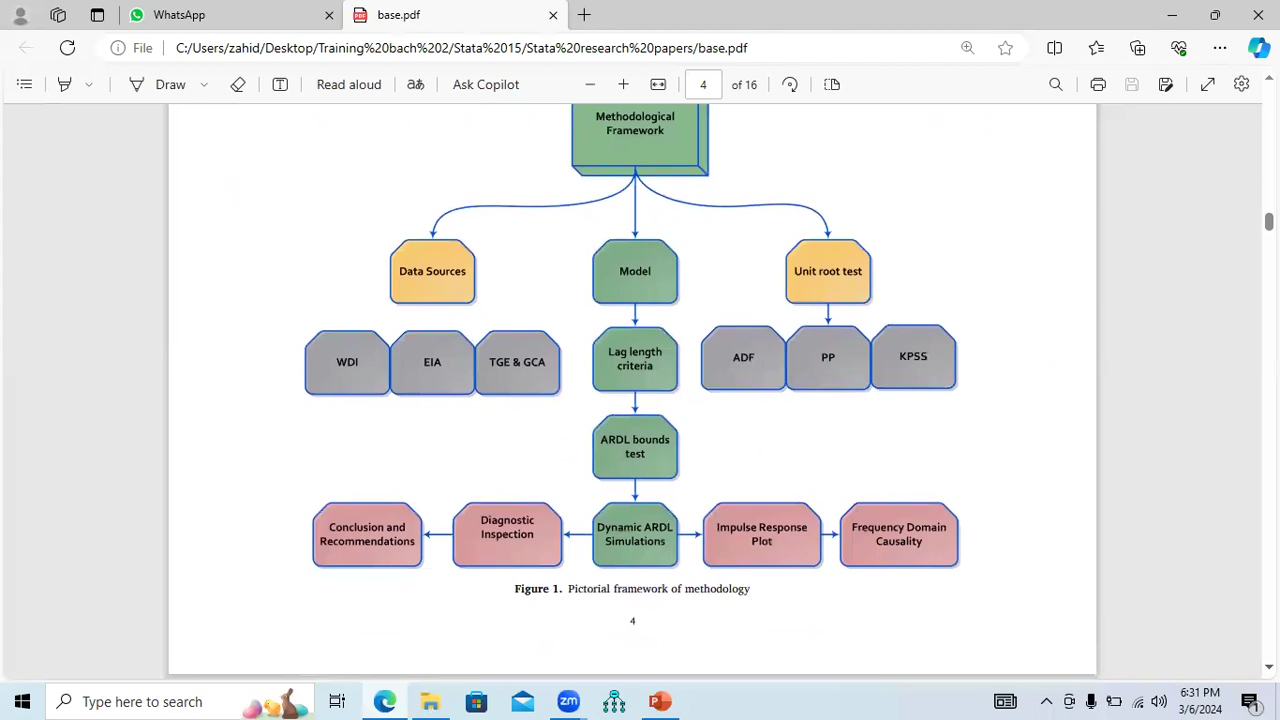 WhatsApp
base.pdf
File
C:/Users/zahid/Desktop/Training%20bach%202/Stata%2015/Stata%20research%20papers/base.pdf
Draw
Read aloud
aあ
Ask Copilot
4
of 16
Methodological
Framework
Data Sources
Model
Unit root test
WDI
EIA
TGE & GCA
Lag length
criteria
ADF
PP
KPSS
ARDL bounds
test
Conclusion and
Recommendations
Diagnostic
Inspection
Dynamic ARDL
Simulations
Impulse Response
Plot
Frequency Domain
Causality
Figure 1. Pictorial framework of methodology
4
Type here to search
zm
6:31 PM
3/6/2024
1